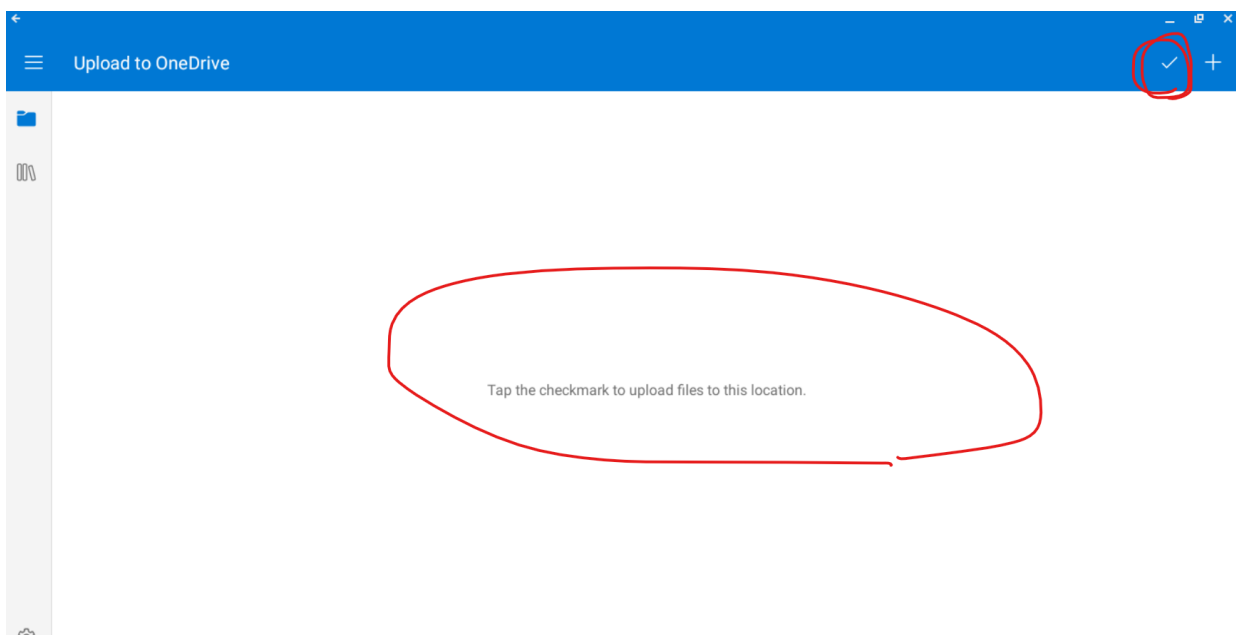 Upload to OneDrive
Tap the checkmark to upload files to this location.